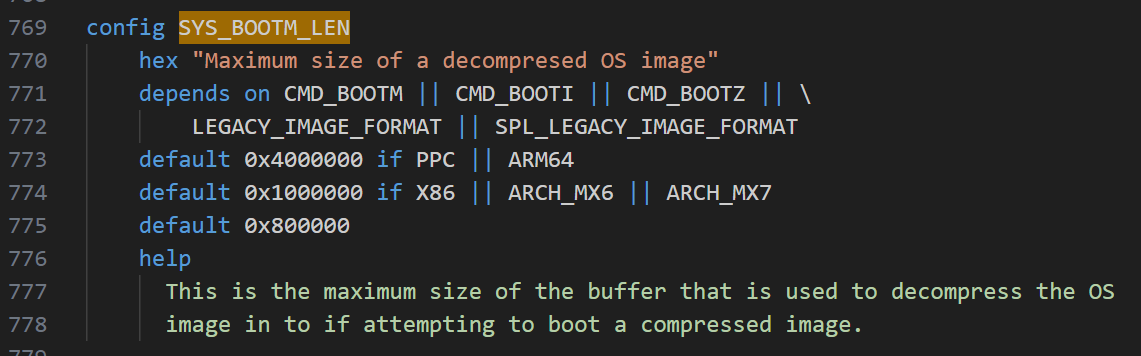 769 config SYS_BOOTM_LEN
770 hex "Maximum size of a decompresed OS image"
771 depends on CMD_BOOTM || CMD_BOOTI || CMD_BOOTZ || \
772 LEGACY_IMAGE_FORMAT || SPL_LEGACY_IMAGE_FORMAT
773 default 0x4000000 if PPC || ARM64
774 default 0x1000000 if X86 || ARCH_MX6 || ARCH_MX7
775 default 0x800000
776 help
777 This is the maximum size of the buffer that is used to decompress the OS
778 image in to if attempting to boot a compressed image.